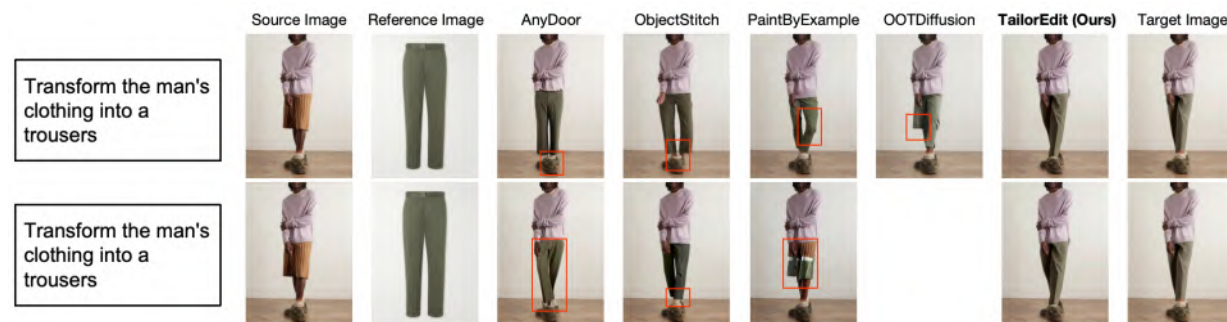 Source Image Reference Image AnyDoor ObjectStitch PaintByExample OOTDiffusion TailorEdit (Ours) Target Image
Transform the man's
clothing into a
trousers
Transform the man's
clothing into a
trousers